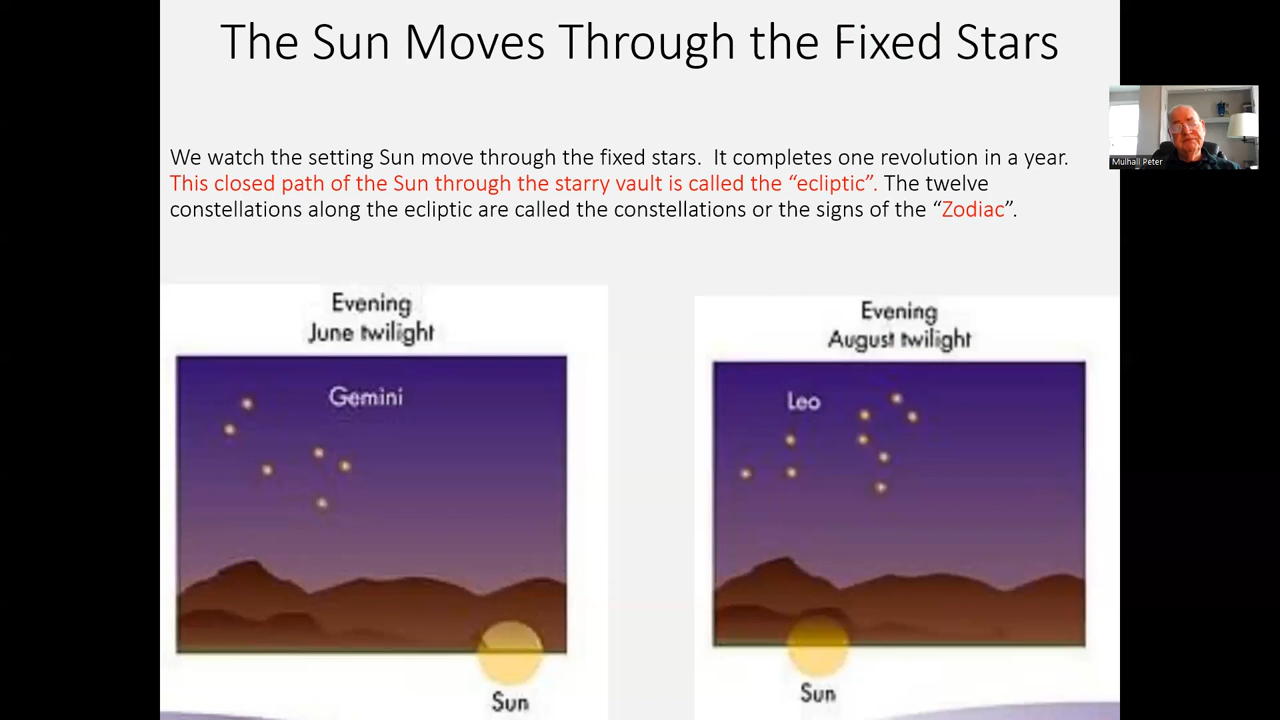 The Sun Moves Through the Fixed Stars
Mulhall Peter
We watch the setting Sun move through the fixed stars.  It completes one revolution in a year.
This closed path of the Sun through the starry vault is called the “ecliptic”. The twelve
constellations along the ecliptic are called the constellations or the signs of the “Zodiac”.
Evening
June twilight
Gemini
Sun
Evening
August twilight
Leo
Sun